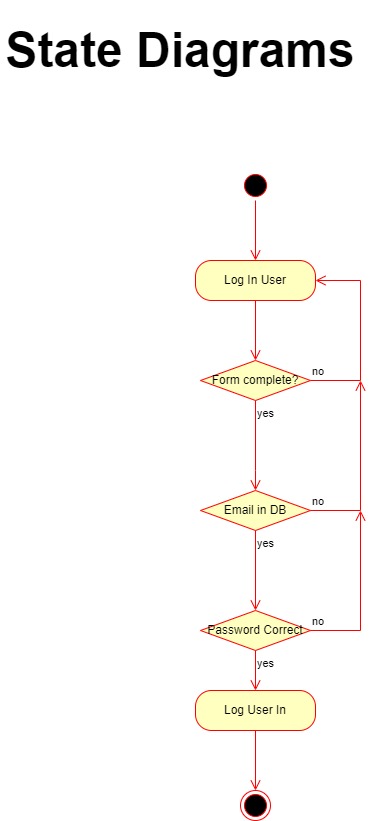 State Diagrams
Log In User
Form complete?
no
yes
Email in DB
no
yes
Password Correct
no
yes
Log User In